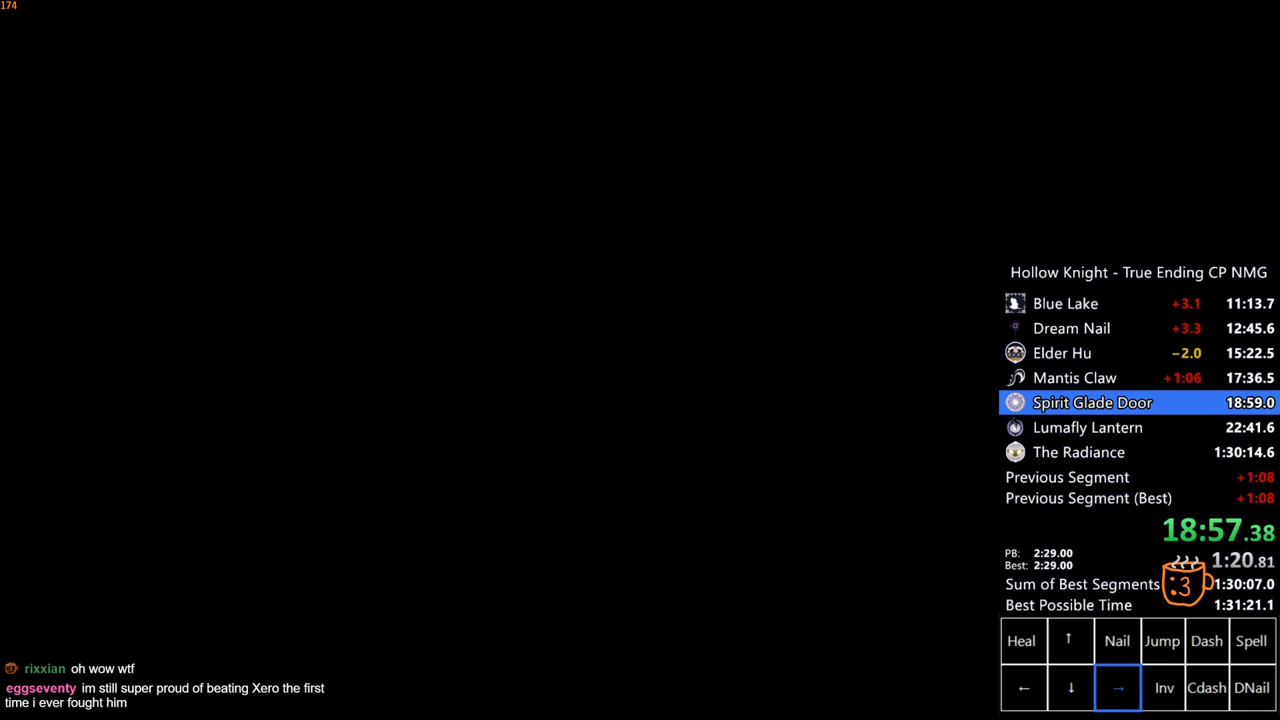 174
Hollow Knight - True Ending CP NMG
Blue Lake +3.1 11:13.7
Dream Nail +3.3 12:45.6
Elder Hu −2.0 15:22.5
Mantis Claw +1:06 17:36.5
Spirit Glade Door 18:59.0
Lumafly Lantern 22:41.6
The Radiance 1:30:14.6
Previous Segment +1:08
Previous Segment (Best) +1:08
18:57.38
PB: 2:29.00
Best: 2:29.00
1:20.81
Sum of Best Segments 1:30:07.0
Best Possible Time 1:31:21.1
Heal ↑ Nail Jump Dash Spell
← ↓ → Inv Cdash DNail
rixxian oh wow wtf
eggseventy im still super proud of beating Xero the first
time i ever fought him